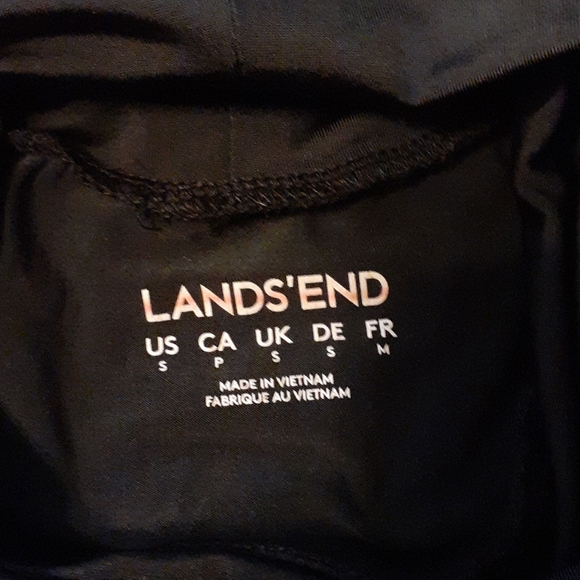 LANDS'END
US CA UK DE FR
S P S S M
MADE IN VIETNAM
FABRIQUE AU VIETNAM